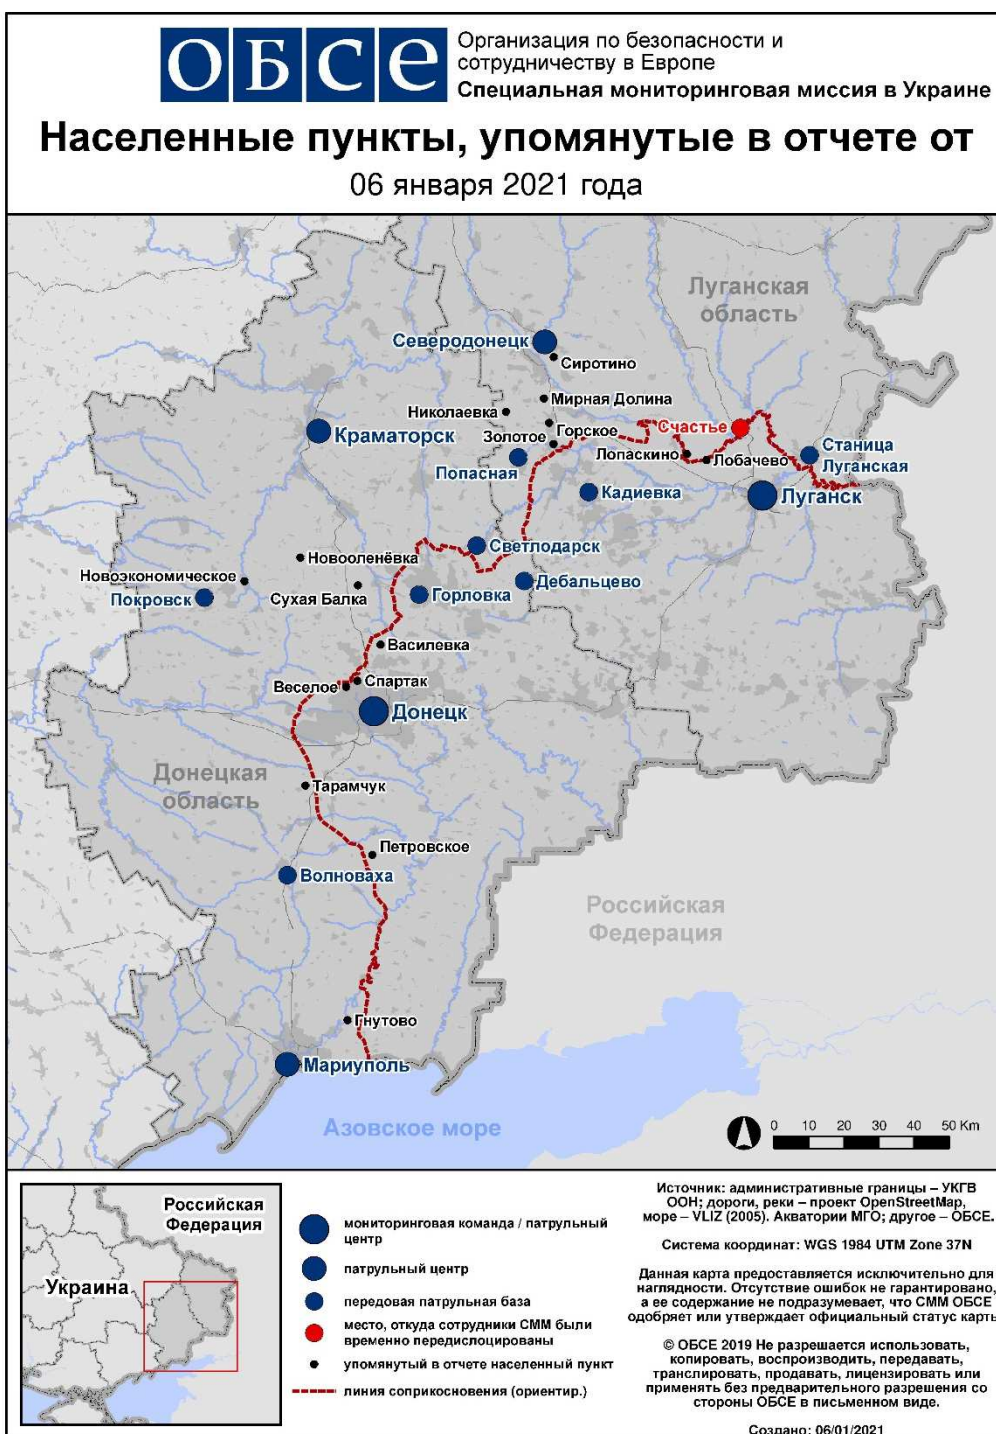 ОБСЕ
Организация по безопасности и
сотрудничеству в Европе
Специальная мониторинговая миссия в Украине
Населенные пункты, упомянутые в отчете от
06 января 2021 года
Луганская
область
Северодонецк
Сиротино
Мирная Долина
Николаевка
Горское
Счастье
Краматорск
Золотое
Станица
Луганская
Лопаскино
Лобачево
Попасная
Кадиевка
Луганск
Светлодарск
Новооленёвка
Новоэкономическое
Дебальцево
Покровск
Сухая Балка
Горловка
Василевка
Спартак
Веселое
Донецк
Донецкая
область
Тарамчук
Петровское
Волноваха
Российская
Федерация
Гнутово
Мариуполь
Азовское море
0 10 20 30 40 50 Km
Российская
Федерация
Украина
мониторинговая команда / патрульный
центр
патрульный центр
передовая патрульная база
место, откуда сотрудники СММ были
временно передислоцированы
упомянутый в отчете населенный пункт
линия соприкосновения (ориентир.)
Источник: административные границы – УКГВ
ООН; дороги, реки – проект OpenStreetMap,
море – VLIZ (2005). Акватории МГО; другое – ОБСЕ.
Система координат: WGS 1984 UTM Zone 37N
Данная карта предоставляется исключительно для
наглядности. Отсутствие ошибок не гарантировано,
а ее содержание не подразумевает, что СММ ОБСЕ
одобряет или утверждает официальный статус карты
© ОБСЕ 2019 Не разрешается использовать,
копировать, воспроизводить, передавать,
транслировать, продавать, лицензировать или
применять без предварительного разрешения со
стороны ОБСЕ в письменном виде.
Создано: 06/01/2021